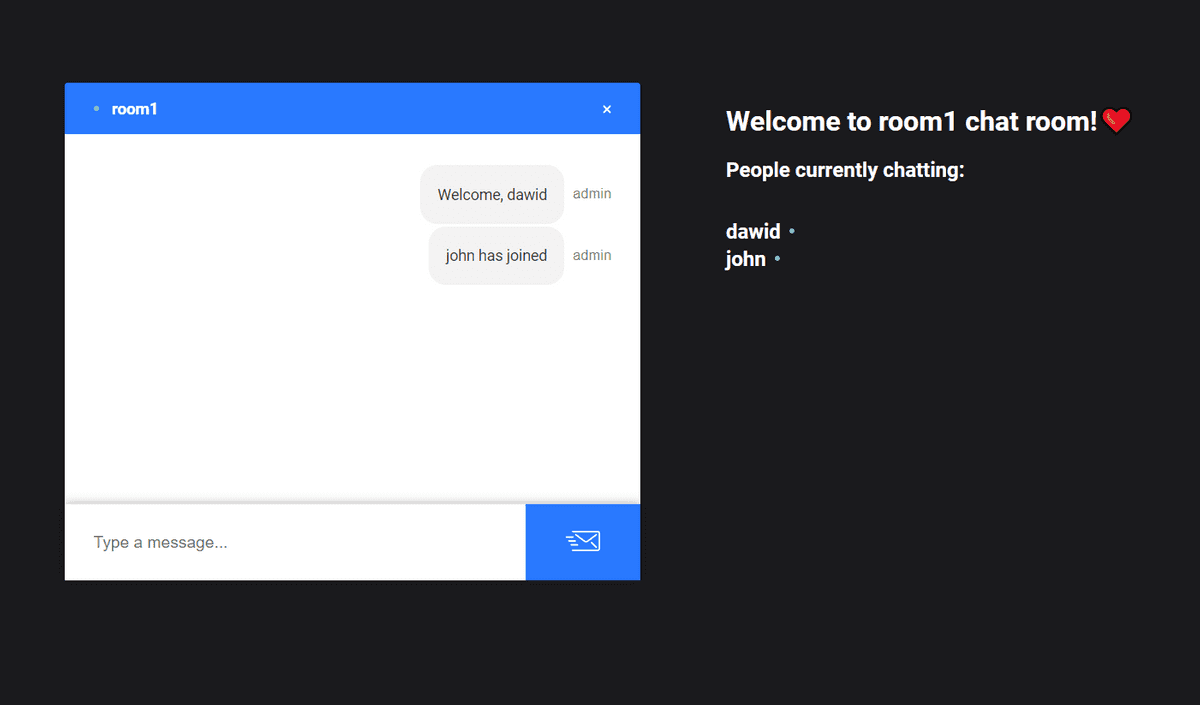 room1 ×
Welcome, dawid admin
john has joined admin
Type a message...
Welcome to room1 chat room!
People currently chatting:
dawid
john